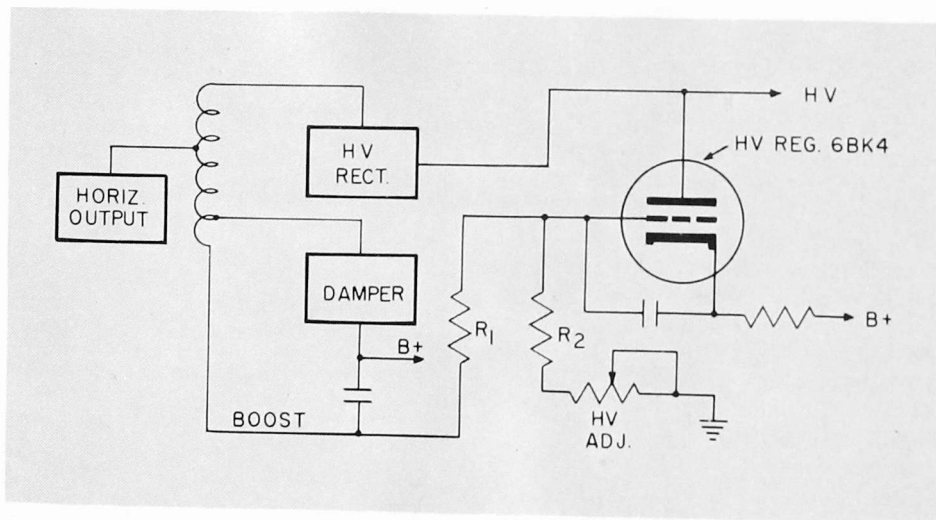 HV
HV REG. 6BK4
HV
RECT.
HORIZ.
OUTPUT
DAMPER
R1
R2
B+
B+
BOOST
HV
ADJ.